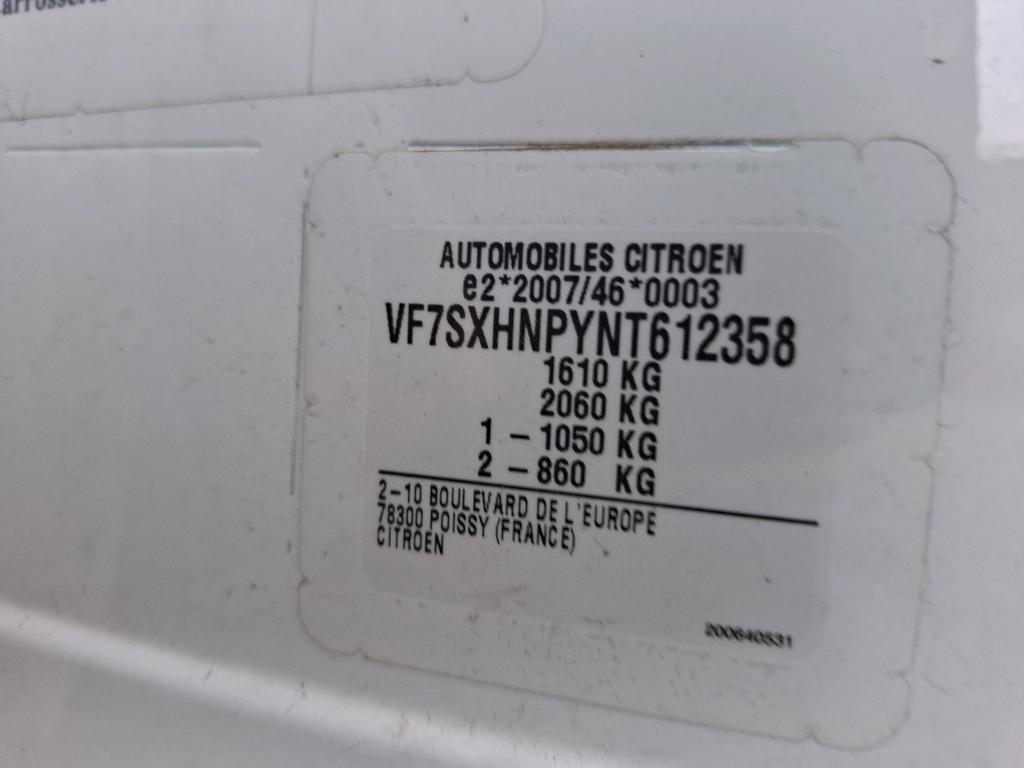 AUTOMOBILES CITROEN
e2*2007/46*0003
VF7SXHNPYNT612358
1610 KG
2060 KG
1 - 1050 KG
2 - 860 KG
2-10 BOULEVARD DE L'EUROPE
78300 POISSY (FRANCE)
CITROEN
200640531